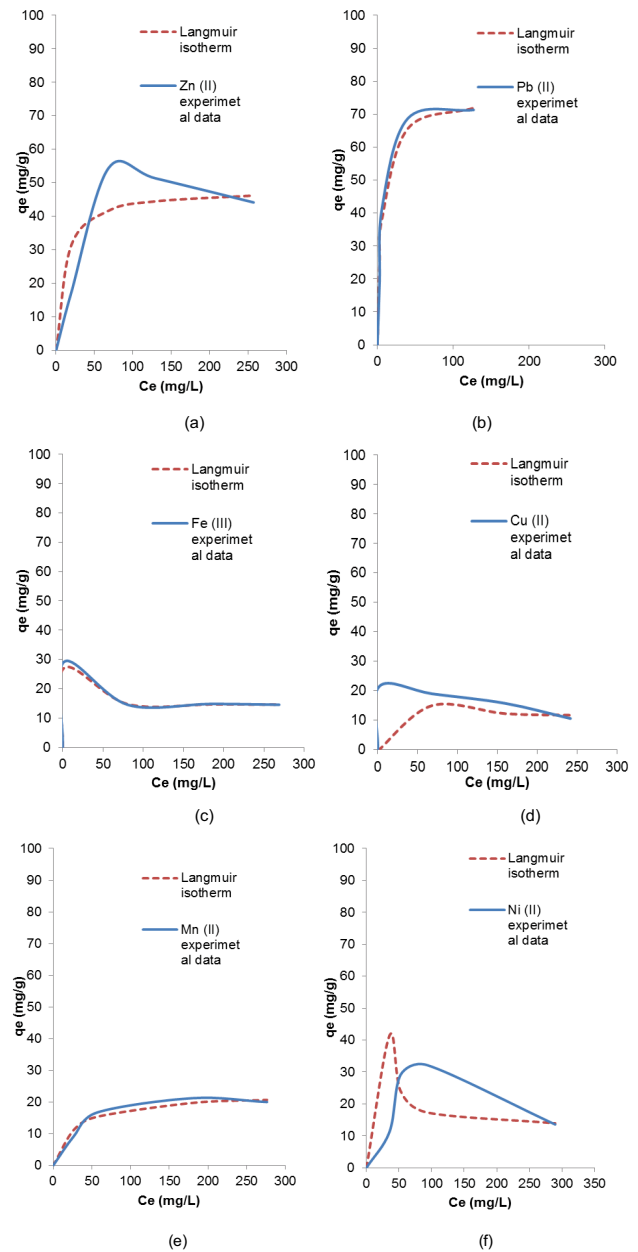 100
90
80
70
60
50
40
30
20
10
0
qe (mg/g)
0 50 100 150 200 250 300
Ce (mg/L)
Langmuir
isotherm
Zn (II)
experimet
al data
(a)
100
90
80
70
60
50
40
30
20
10
0
qe (mg/g)
0 100 200 300
Ce (mg/L)
Langmuir
isotherm
Pb (II)
experimet
al data
(b)
100
90
80
70
60
50
40
30
20
10
0
qe (mg/g)
0 50 100 150 200 250 300
Ce (mg/L)
Langmuir
isotherm
Fe (III)
experimet
al data
(c)
100
90
80
70
60
50
40
30
20
10
0
qe (mg/g)
0 50 100 150 200 250 300
Ce (mg/L)
Langmuir
isotherm
Cu (II)
experimet
al data
(d)
100
90
80
70
60
50
40
30
20
10
0
qe (mg/g)
0 50 100 150 200 250 300
Ce (mg/L)
Langmuir
isotherm
Mn (II)
experimet
al data
(e)
100
90
80
70
60
50
40
30
20
10
0
qe (mg/g)
0 50 100 150 200 250 300 350
Ce (mg/L)
Langmuir
isotherm
Ni (II)
experimet
al data
(f)